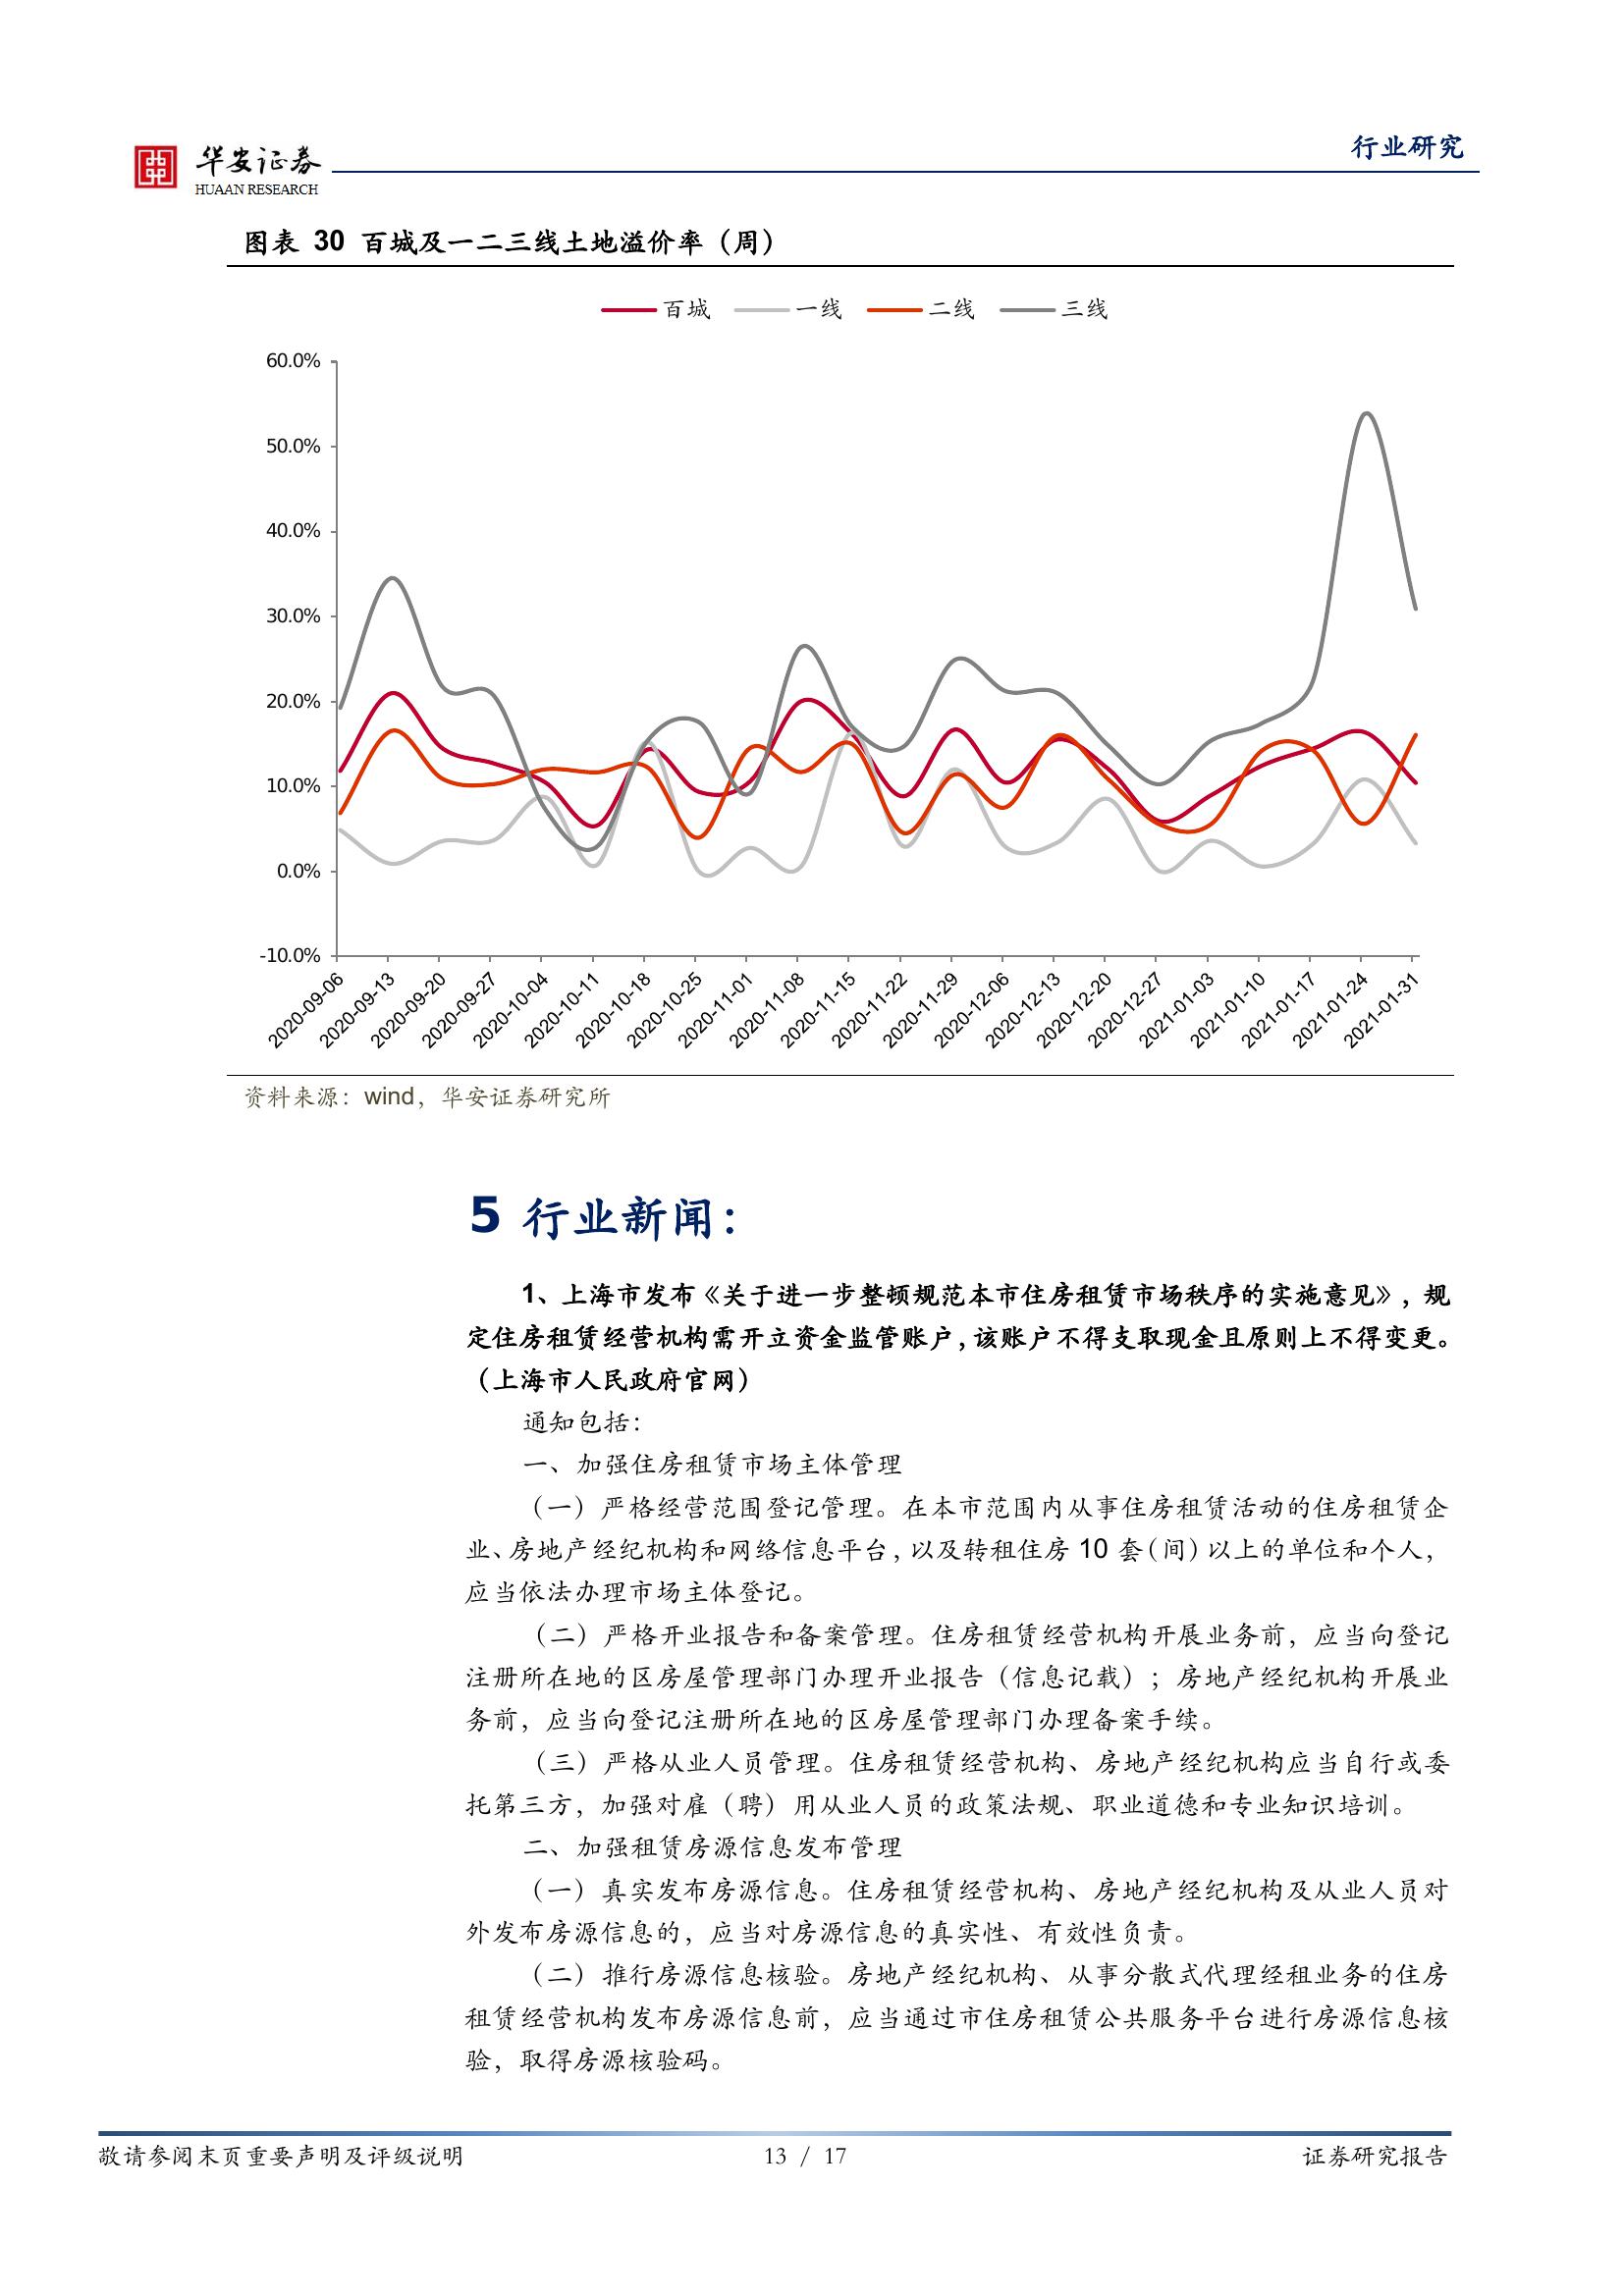 华安证券
HUAAN RESEARCH
行业研究
图表 30 百城及一二三线土地溢价率（周）
百城 一线 二线 三线
60.0%
50.0%
40.0%
30.0%
20.0%
10.0%
0.0%
-10.0%
2020-09-06 2020-09-13 2020-09-20 2020-09-27 2020-10-04 2020-10-11 2020-10-18 2020-10-25 2020-11-01 2020-11-08 2020-11-15 2020-11-22 2020-11-29 2020-12-06 2020-12-13 2020-12-20 2020-12-27 2021-01-03 2021-01-10 2021-01-17 2021-01-24 2021-01-31
资料来源：wind，华安证券研究所
5 行业新闻：
1、上海市发布《关于进一步整顿规范本市住房租赁市场秩序的实施意见》，规
定住房租赁经营机构需开立资金监管账户，该账户不得支取现金且原则上不得变更。
（上海市人民政府官网）
通知包括：
一、加强住房租赁市场主体管理
（一）严格经营范围登记管理。在本市范围内从事住房租赁活动的住房租赁企
业、房地产经纪机构和网络信息平台，以及转租住房 10 套（间）以上的单位和个人，
应当依法办理市场主体登记。
（二）严格开业报告和备案管理。住房租赁经营机构开展业务前，应当向登记
注册所在地的区房屋管理部门办理开业报告（信息记载）；房地产经纪机构开展业
务前，应当向登记注册所在地的区房屋管理部门办理备案手续。
（三）严格从业人员管理。住房租赁经营机构、房地产经纪机构应当自行或委
托第三方，加强对雇（聘）用从业人员的政策法规、职业道德和专业知识培训。
二、加强租赁房源信息发布管理
（一）真实发布房源信息。住房租赁经营机构、房地产经纪机构及从业人员对
外发布房源信息的，应当对房源信息的真实性、有效性负责。
（二）推行房源信息核验。房地产经纪机构、从事分散式代理经租业务的住房
租赁经营机构发布房源信息前，应当通过市住房租赁公共服务平台进行房源信息核
验，取得房源核验码。
敬请参阅末页重要声明及评级说明 13 / 17 证券研究报告